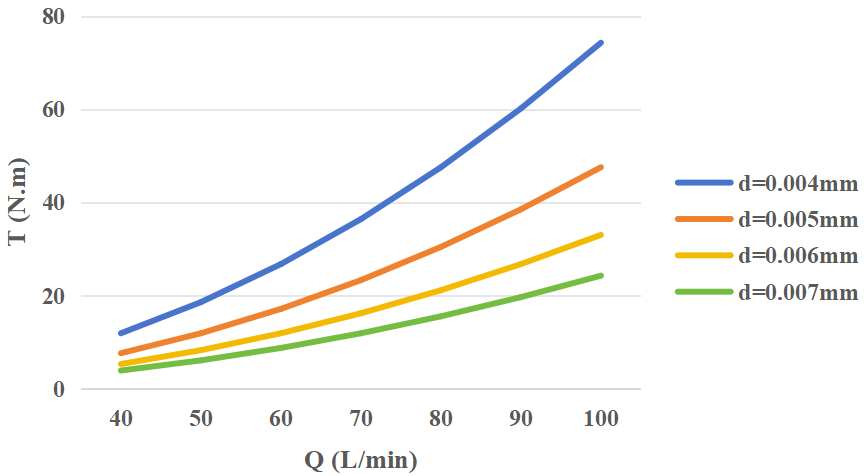 80
60
40
20
0
T (N.m)
40 50 60 70 80 90 100
Q (L/min)
d=0.004mm
d=0.005mm
d=0.006mm
d=0.007mm